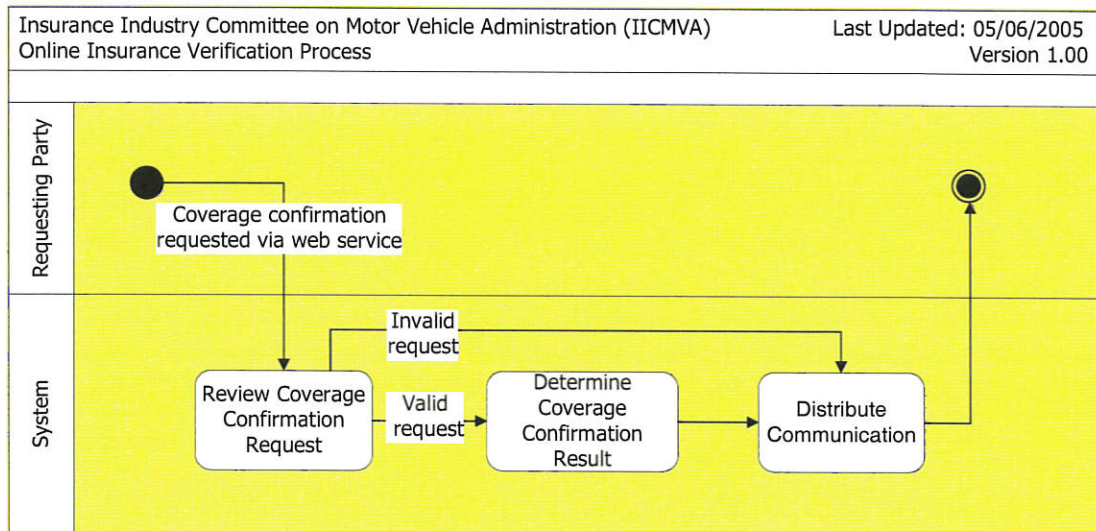 Insurance Industry Committee on Motor Vehicle Administration (IICMVA)
Online Insurance Verification Process
Last Updated: 05/06/2005
Version 1.00
Requesting Party
Coverage confirmation
requested via web service
System
Invalid
request
Review Coverage
Confirmation
Request
Valid
request
Determine
Coverage
Confirmation
Result
Distribute
Communication